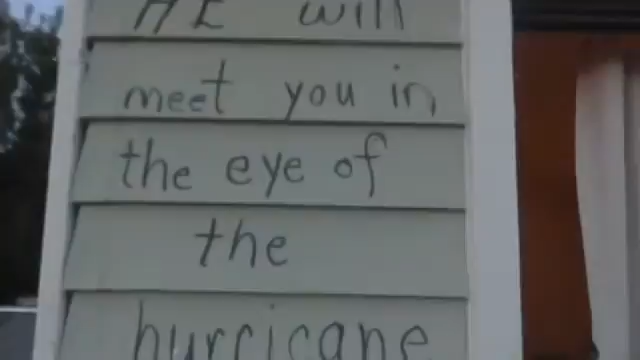 HE will
meet you in
the eye of
the
hurricane